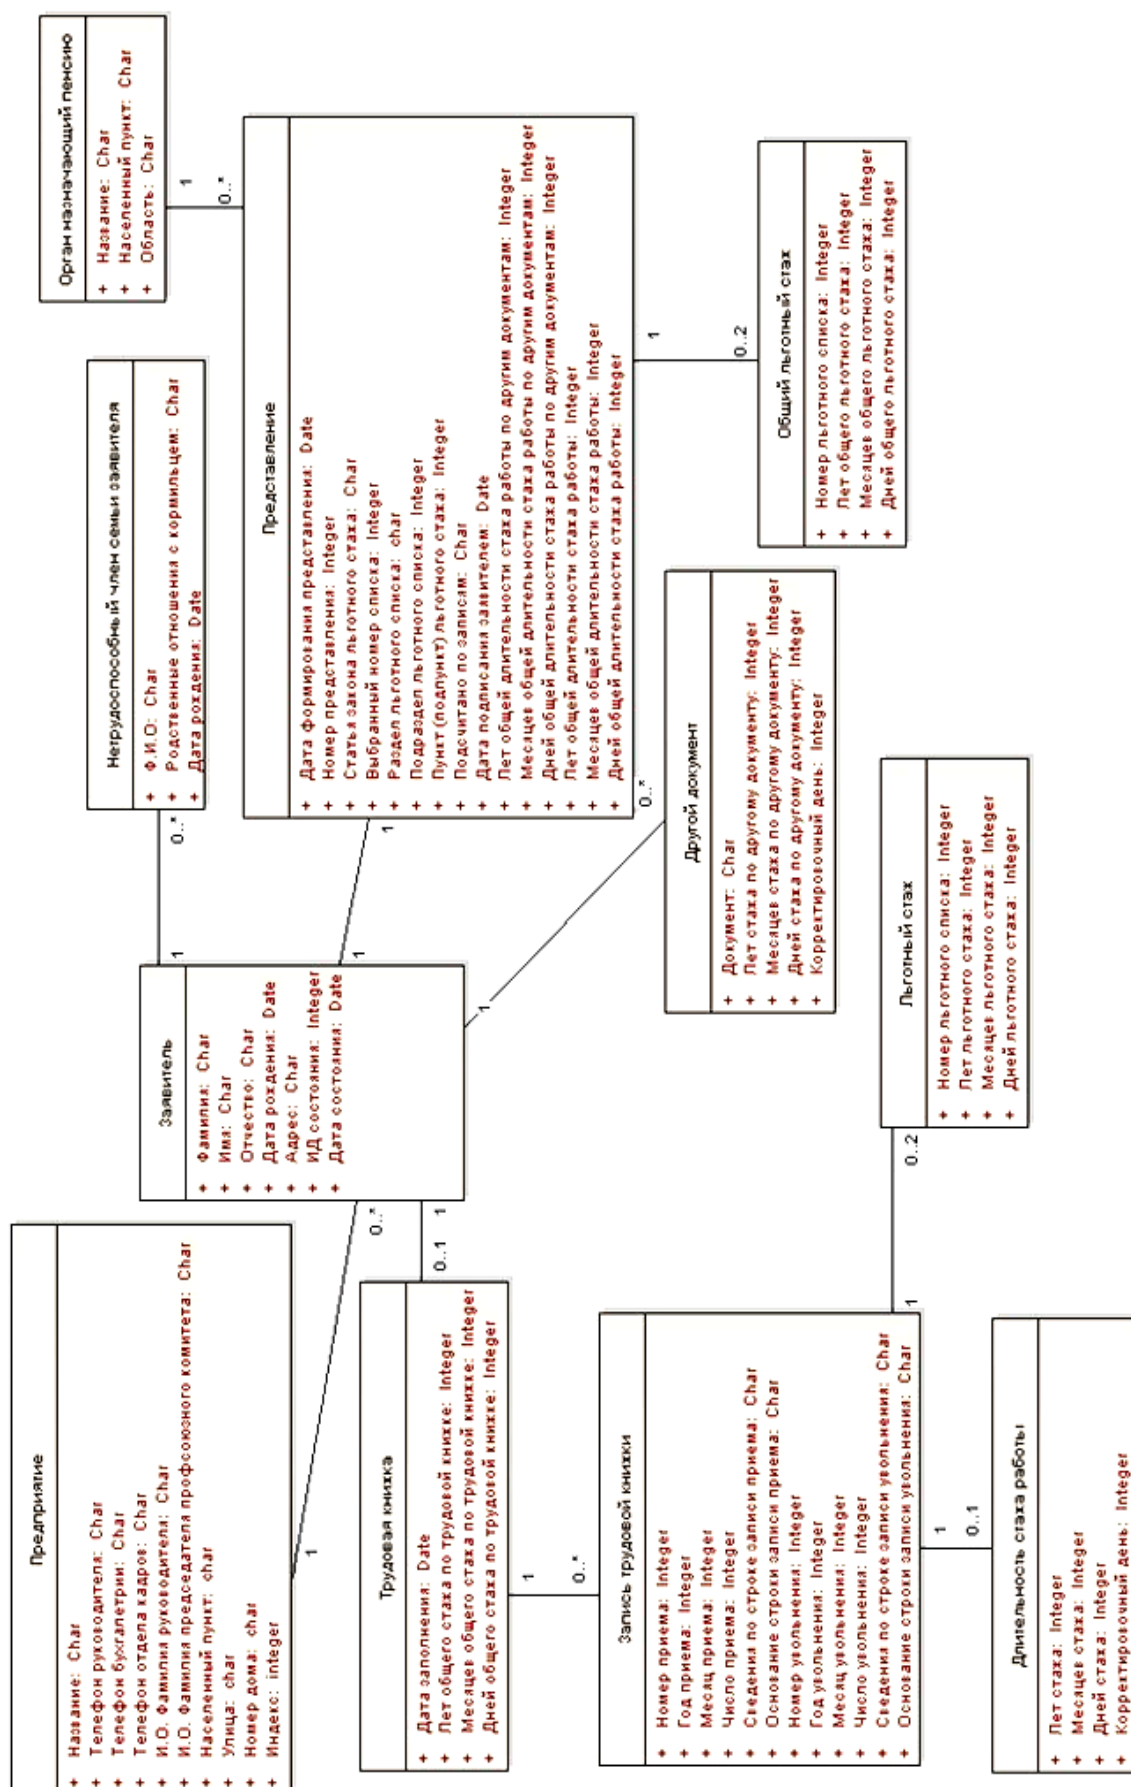 Предприятие
+ Название: Char
+ Телефон руководителя: Char
+ Телефон бухгалетрии: Char
+ Телефон отдела кадров: Char
+ И.О. Фамилия руководителя: Char
+ И.О. Фамилия председателя профсоюзного комитета: Char
+ Населенный пункт: char
+ Улица: char
+ Номер дома: char
+ Индекс: integer
1
0..*
Заявитель
+ Фамилия: Char
+ Имя: Char
+ Отчество: Char
+ Дата рождения: Date
+ Адрес: Char
+ ИД состояния: Integer
+ Дата состояния: Date
1
0..*
Нетрудоспособный член семьи заявителя
+ Ф.И.О: Char
+ Родственные отношения с кормильцем: Char
+ Дата рождения: Date
Орган назначающий пенсию
+ Название: Char
+ Населенный пункт: Char
+ Область: Char
1
0..*
1
1
Представление
+ Дата формирования представления: Date
+ Номер представления: Integer
+ Статья закона льготного стажа: Char
+ Выбранный номер списка: Integer
+ Раздел льготного списка: char
+ Подраздел льготного списка: Integer
+ Пункт (подпункт) льготного стажа: Integer
+ Подсчитано по записям: Char
+ Дата подписания заявителем: Date
+ Лет общей длительности стажа работы по другим документам: Integer
+ Месяцев общей длительности стажа работы по другим документам: Integer
+ Дней общей длительности стажа работы по другим документам: Integer
+ Лет общей длительности стажа работы: Integer
+ Месяцев общей длительности стажа работы: Integer
+ Дней общей длительности стажа работы: Integer
0..1
1
Трудовая книжка
+ Дата заполнения: Date
+ Лет общего стажа по трудовой книжке: Integer
+ Месяцев общего стажа по трудовой книжке: Integer
+ Дней общего стажа по трудовой книжке: Integer
1
0..*
1
0..*
Другой документ
+ Документ: Char
+ Лет стажа по другому документу: Integer
+ Месяцев стажа по другому документу: Integer
+ Дней стажа по другому документу: Integer
+ Корректировочный день: Integer
1
0..2
Общий льготный стаж
+ Номер льготного списка: Integer
+ Лет общего льготного стажа: Integer
+ Месяцев общего льготного стажа: Integer
+ Дней общего льготного стажа: Integer
Запись трудовой книжки
+ Номер приема: Integer
+ Год приема: Integer
+ Месяц приема: Integer
+ Число приема: Integer
+ Сведения по строке записи приема: Char
+ Основание строки записи приема: Char
+ Номер увольнения: Integer
+ Год увольнения: Integer
+ Месяц увольнения: Integer
+ Число увольнения: Integer
+ Сведения по строке записи увольнения: Char
+ Основание строки записи увольнения: Char
1
0..2
Льготный стаж
+ Номер льготного списка: Integer
+ Лет льготного стажа: Integer
+ Месяцев льготного стажа: Integer
+ Дней льготного стажа: Integer
1
0..1
Длительность стажа работы
+ Лет стажа: Integer
+ Месяцев стажа: Integer
+ Дней стажа: Integer
+ Корректировочный день: Integer